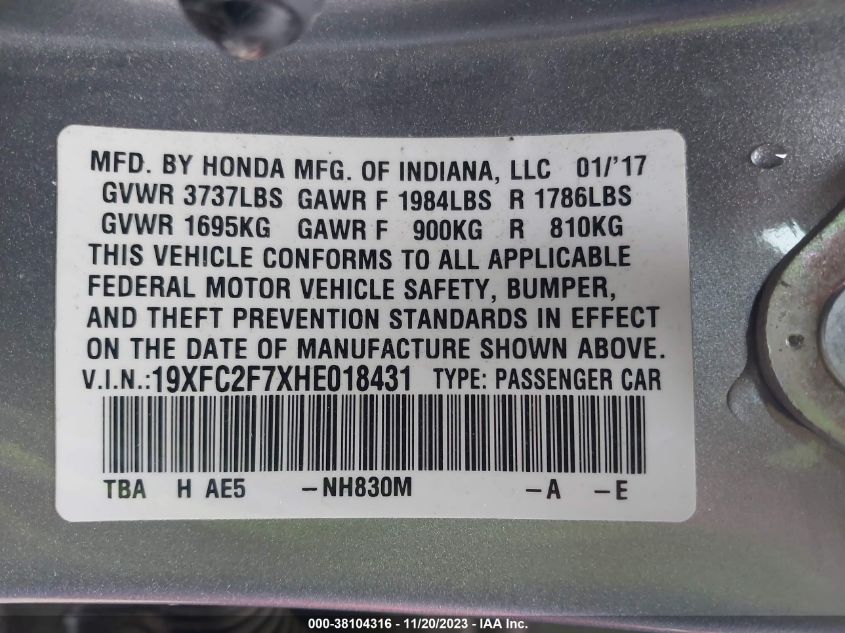 MFD. BY HONDA MFG. OF INDIANA, LLC 01/'17
GVWR 3737LBS GAWR F 1984LBS R 1786LBS
GVWR 1695KG GAWR F 900KG R 810KG
THIS VEHICLE CONFORMS TO ALL APPLICABLE
FEDERAL MOTOR VEHICLE SAFETY, BUMPER,
AND THEFT PREVENTION STANDARDS IN EFFECT
ON THE DATE OF MANUFACTURE SHOWN ABOVE.
V.I.N.:19XFC2F7XHE018431 TYPE: PASSENGER CAR
TBA H AE5 -NH830M -A -E
000-38104316 - 11/20/2023 - IAA Inc.